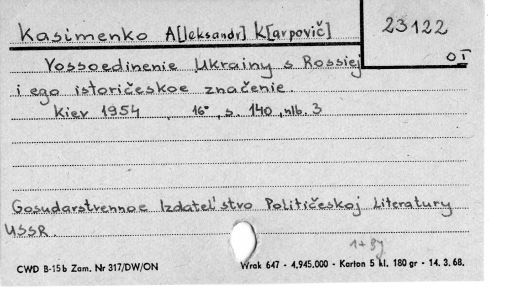 Kasimenko A[leksandr] K[arpovič]
23122
OI
Vossoedinenie Ukrainy s Rossiej
i ego istoričeskoe značenie.
Kiev 1954, 16°, s. 140, nlb. 3
Gosudarstvennoe Izdatel'stvo Političeskoj Literatury
USSR.
1+3y
CWD B-15b Zam. Nr 317/DW/ON
Wrak 647 - 4.945.000 - Karton 5 kl. 180 gr - 14. 3. 68.